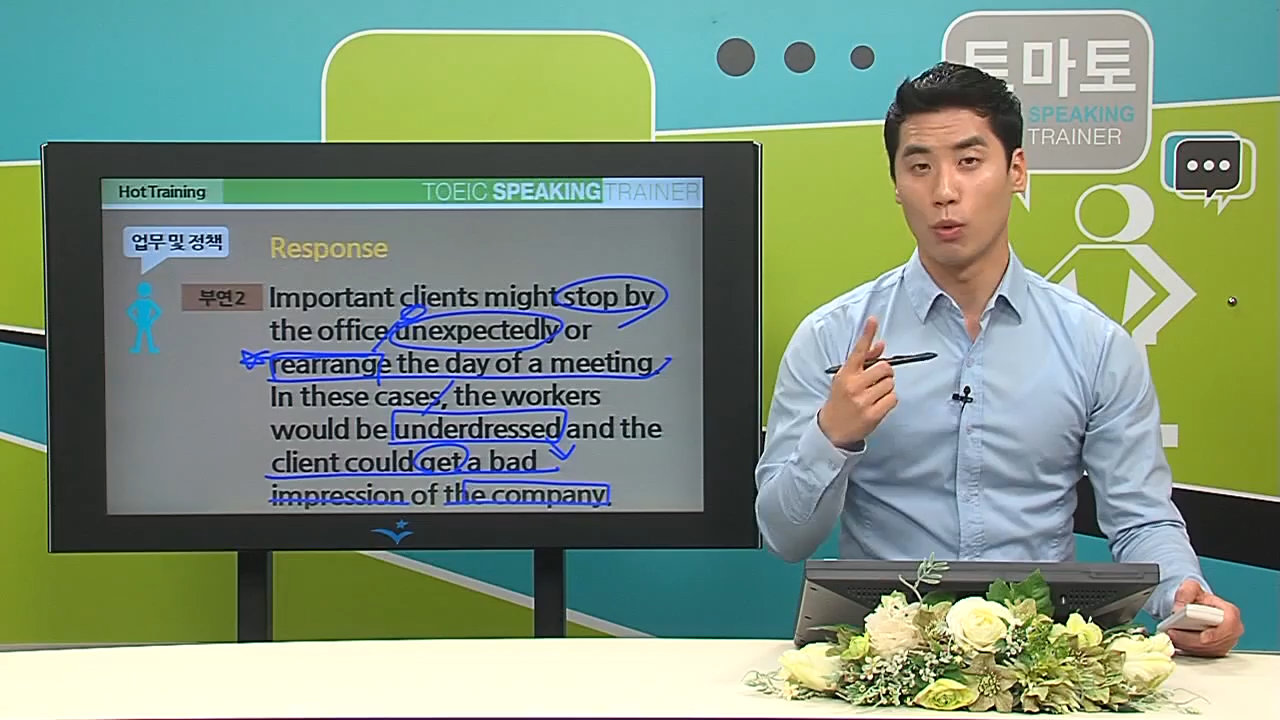 토마토
SPEAKING
TRAINER
Hot Training
TOEIC SPEAKING TRAINER
업무 및 정책
Response
부연2
Important clients might stop by
the office unexpectedly or
rearrange the day of a meeting.
In these cases, the workers
would be underdressed and the
client could get a bad
impression of the company.